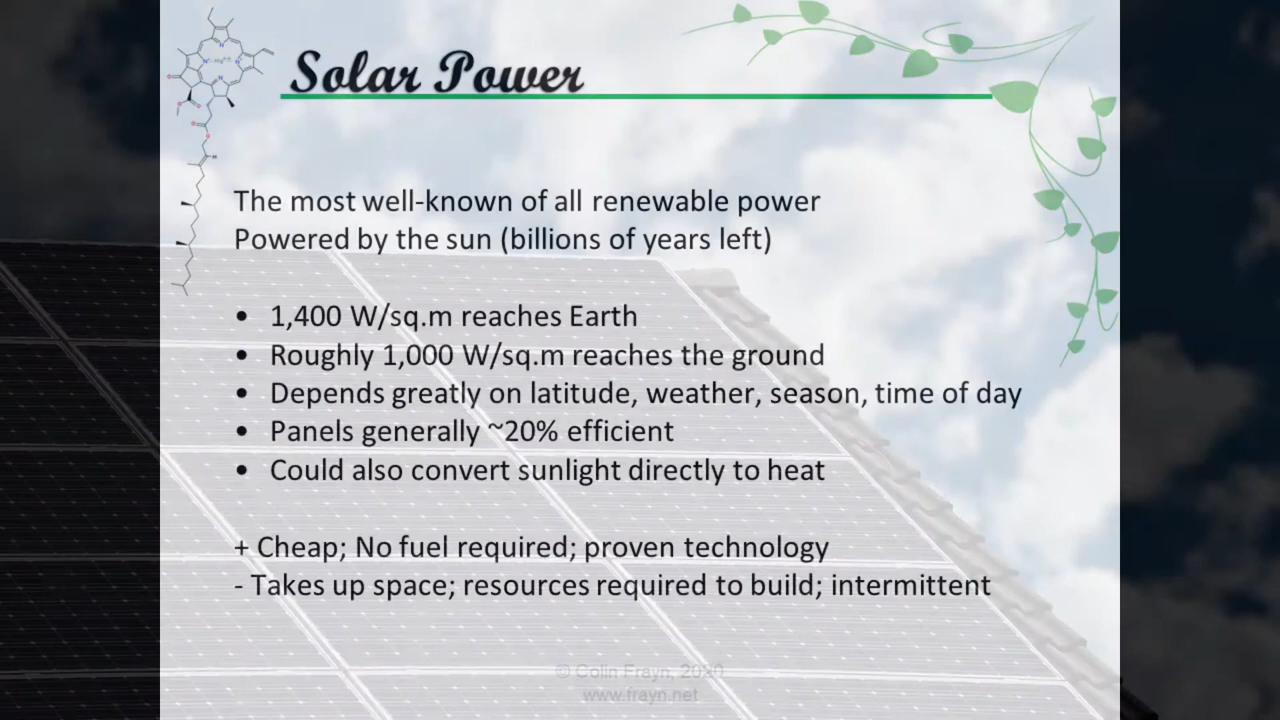 Solar Power
The most well-known of all renewable power
Powered by the sun (billions of years left)
• 1,400 W/sq.m reaches Earth
• Roughly 1,000 W/sq.m reaches the ground
• Depends greatly on latitude, weather, season, time of day
• Panels generally ~20% efficient
• Could also convert sunlight directly to heat
+ Cheap; No fuel required; proven technology
- Takes up space; resources required to build; intermittent
© Colin Frayn, 2020
www.frayn.net